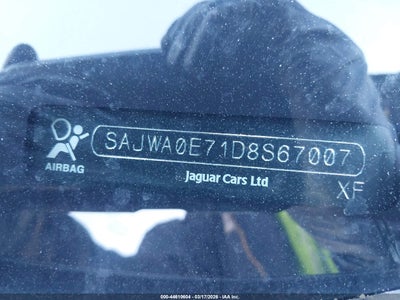 SAJWA0E71D8S67007
AIRBAG
Jaguar Cars Ltd
XF
000-44610604 - 03/17/2026 - IAA Inc.